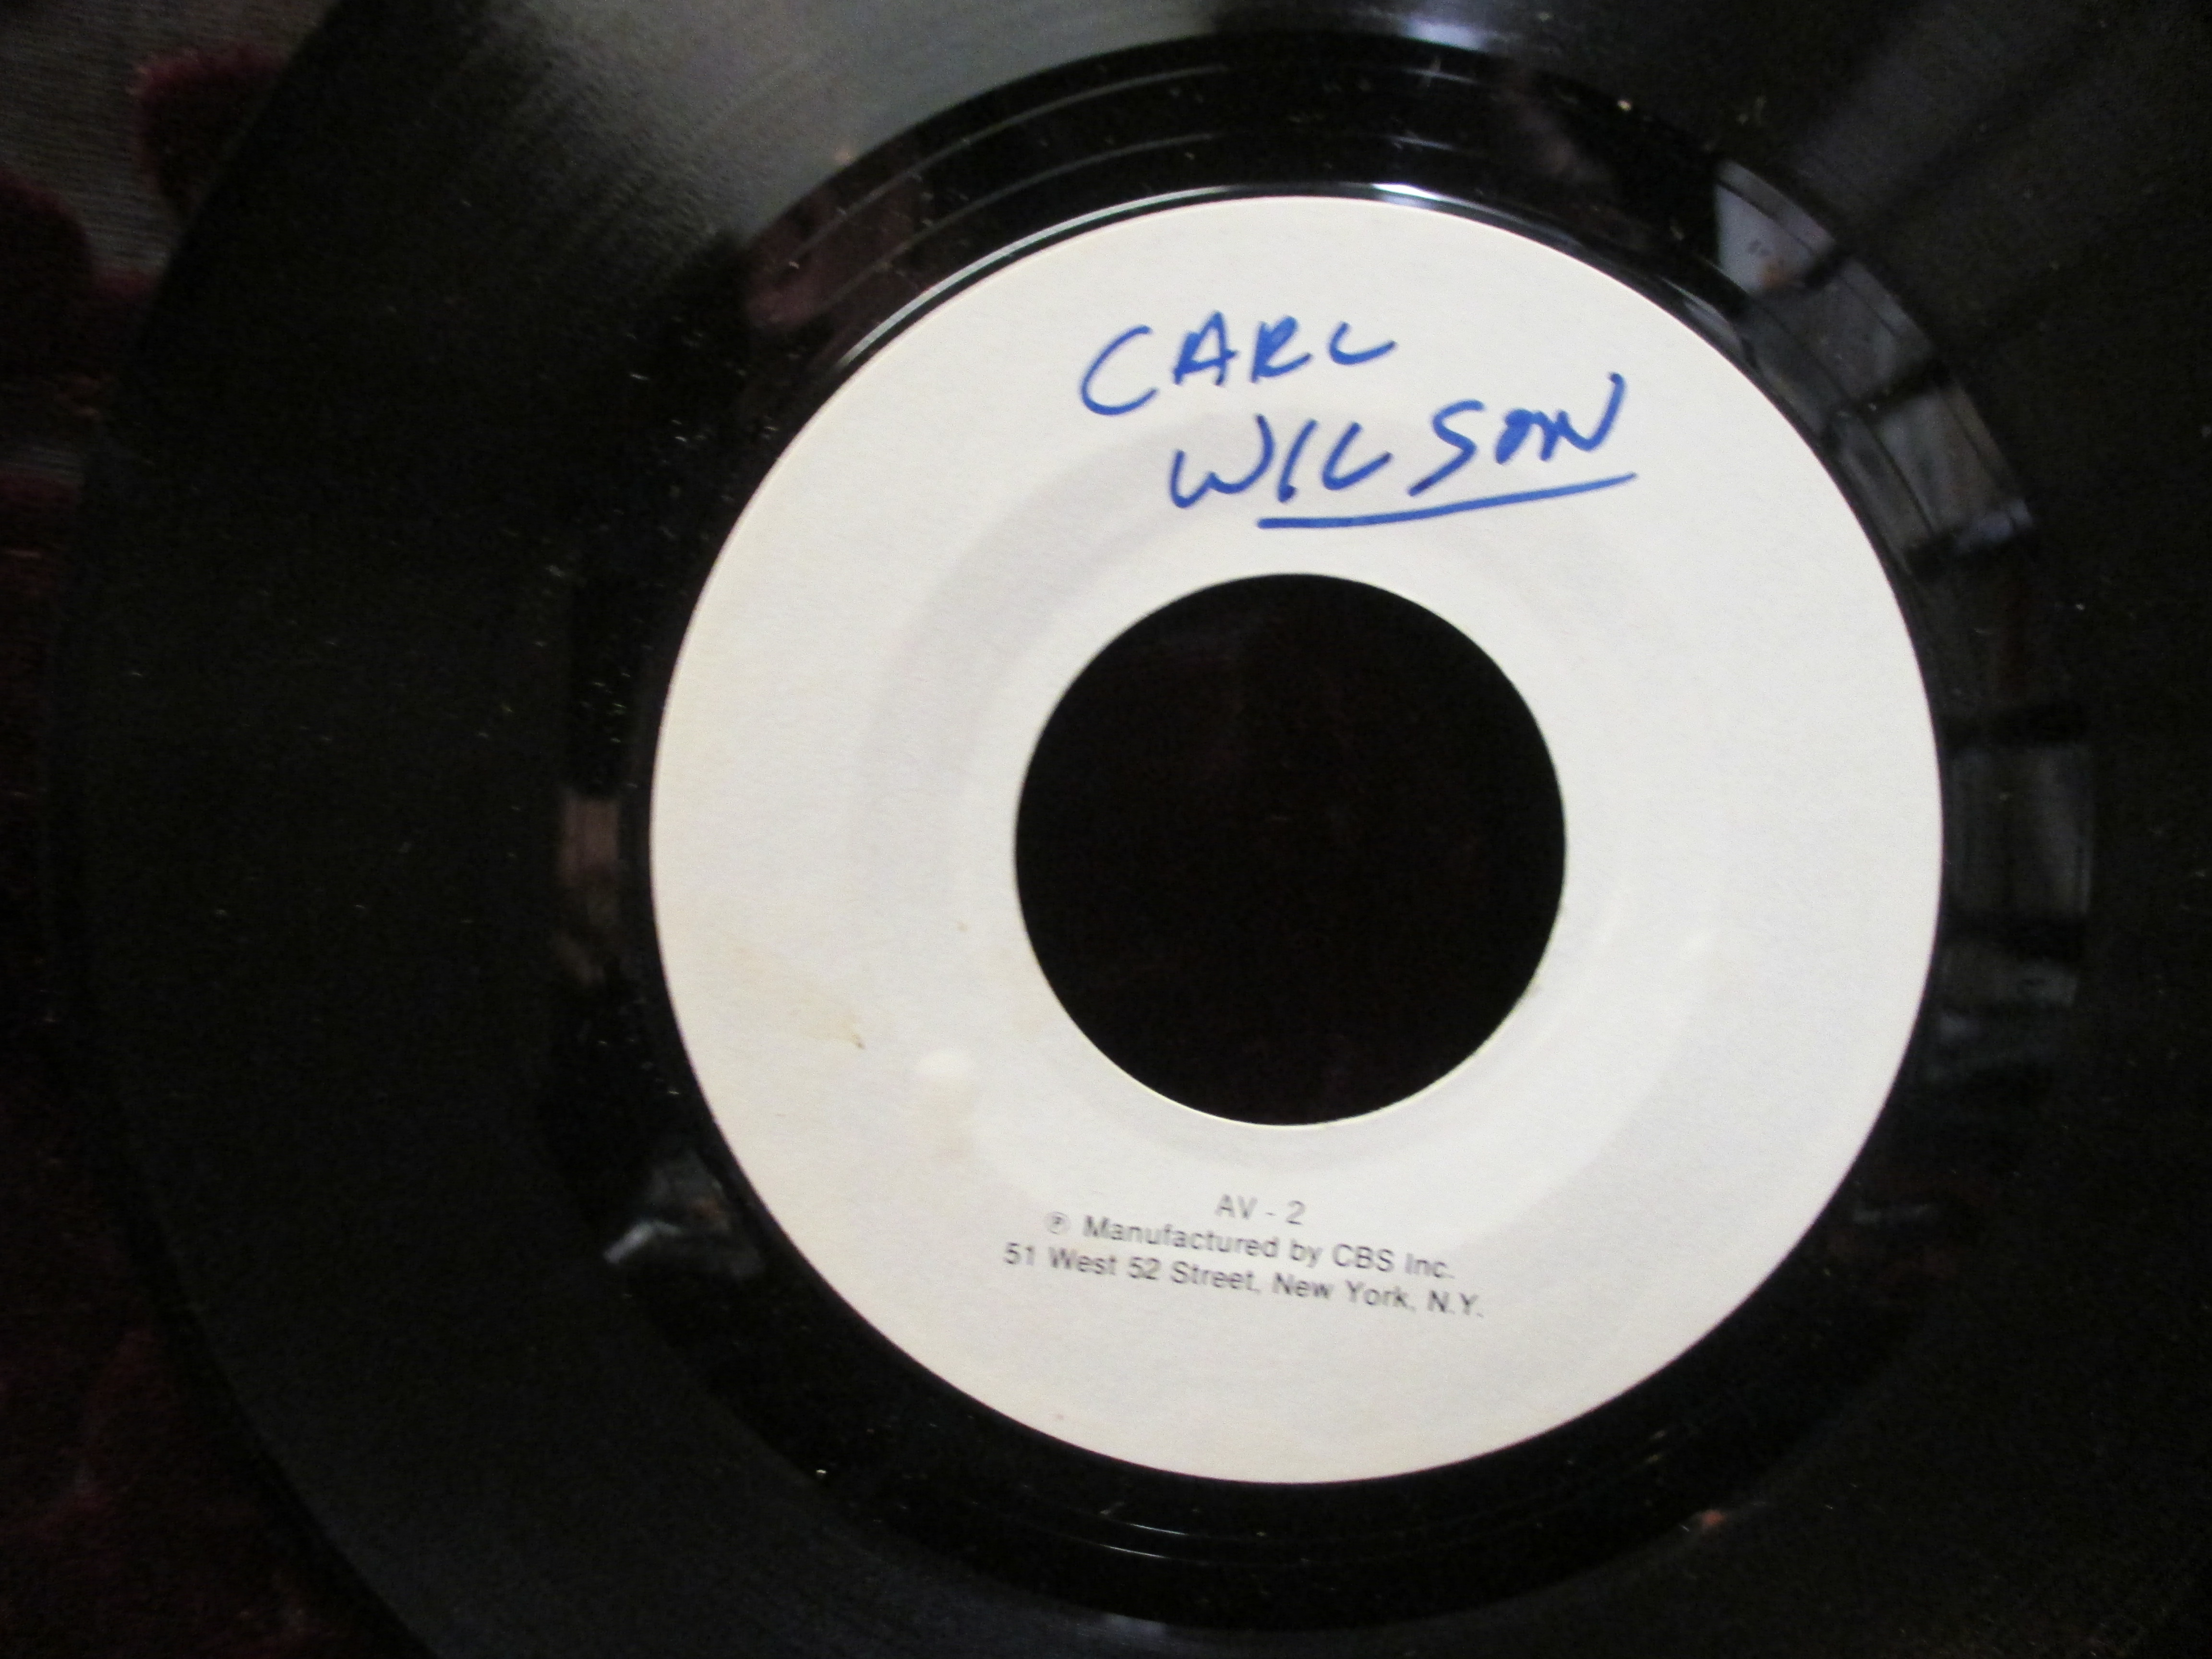 CARL
WILSON
AV - 2
℗ Manufactured by CBS Inc.
51 West 52 Street, New York, N.Y.